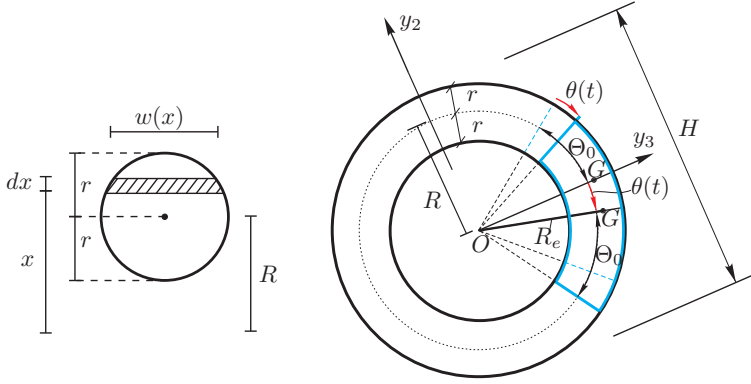 w(x)
dx
r
r
x
R
y₂
r
r
R
θ(t)
Θ₀
G
y₃
θ(t)
G
O
Rₑ
Θ₀
H